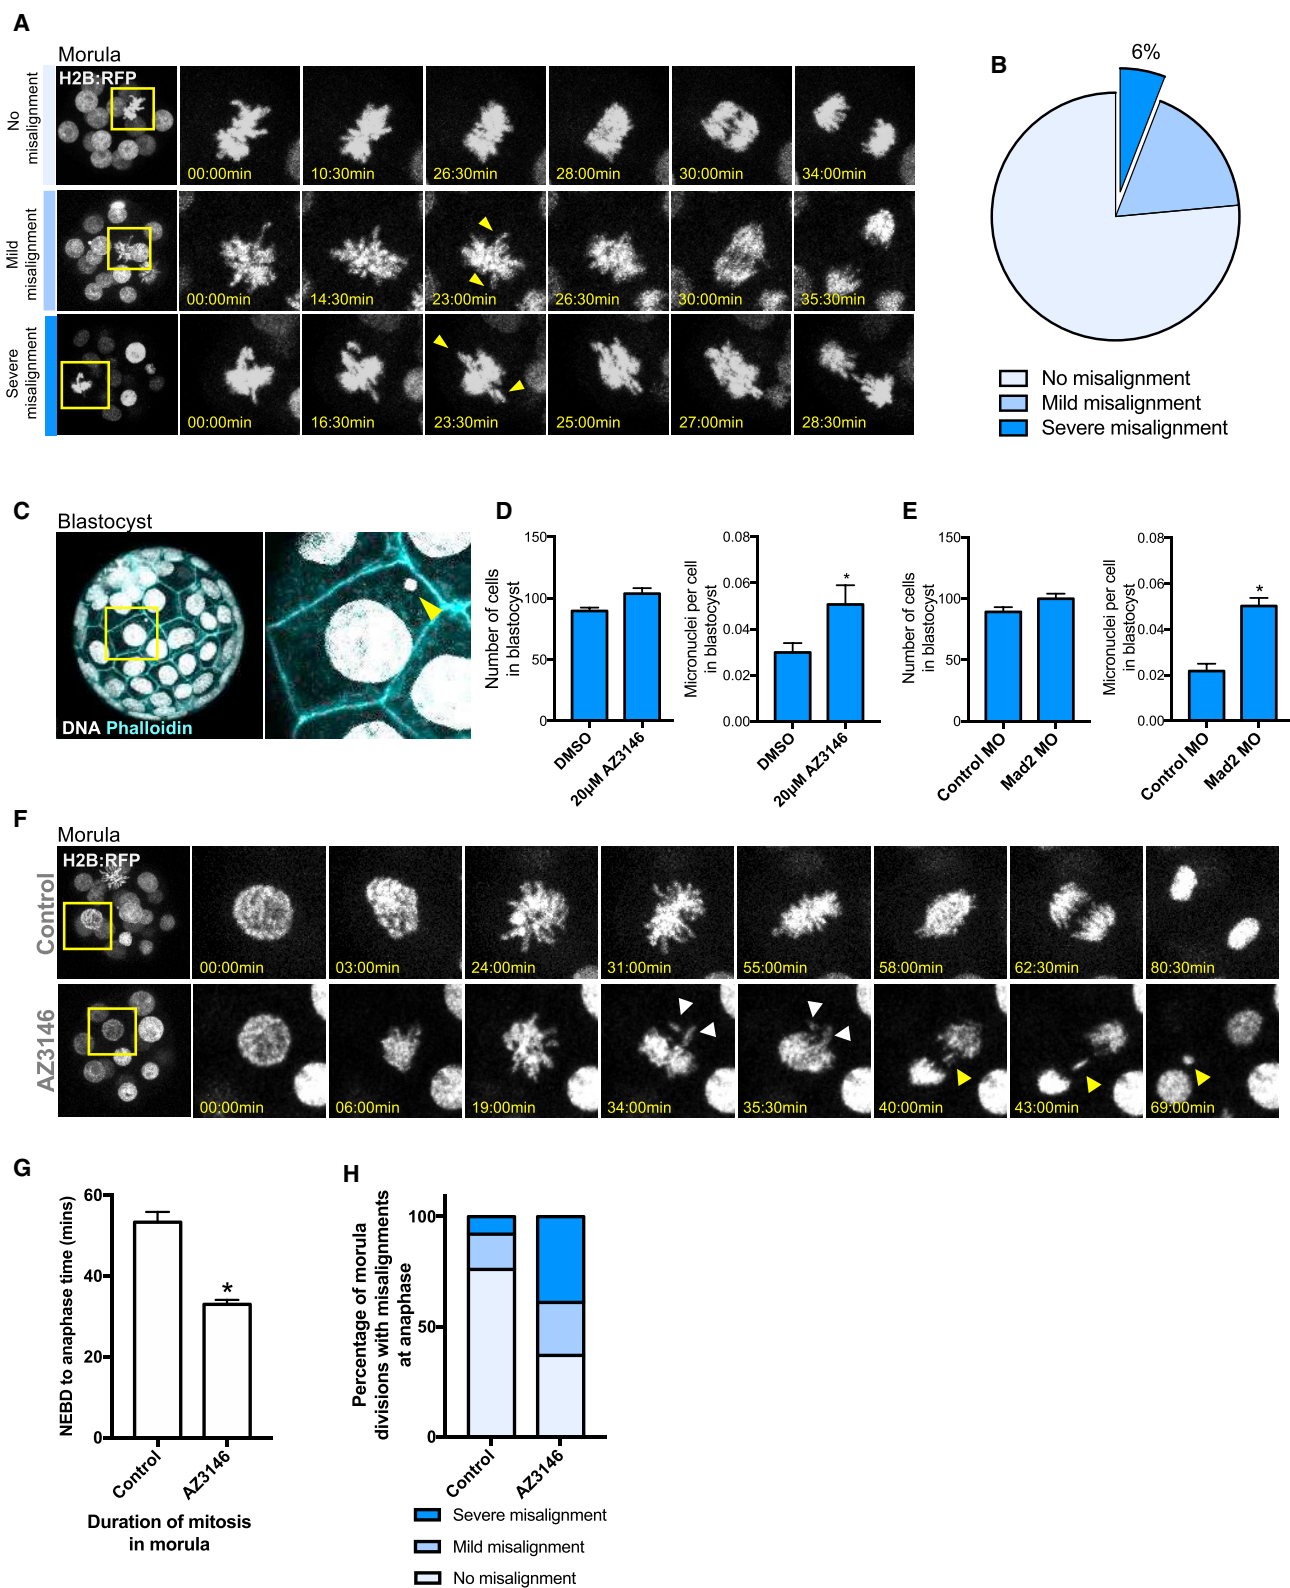 A
Morula
H2B:RFP
No
misalignment
00:00min
10:30min
26:30min
28:00min
30:00min
34:00min
Mild
misalignment
00:00min
14:30min
23:00min
26:30min
30:00min
35:30min
Severe
misalignment
00:00min
16:30min
23:30min
25:00min
27:00min
28:30min
B
6%
No misalignment
Mild misalignment
Severe misalignment
C
Blastocyst
DNA Phalloidin
D
Number of cells
in blastocyst
150
100
50
0
DMSO
20µM AZ3146
Micronuclei per cell
in blastocyst
0.08
0.06
0.04
0.02
0.00
*
DMSO
20µM AZ3146
E
Number of cells
in blastocyst
150
100
50
0
Control MO
Mad2 MO
Micronuclei per cell
in blastocyst
0.08
0.06
0.04
0.02
0.00
*
Control MO
Mad2 MO
F
Morula
H2B:RFP
Control
00:00min
03:00min
24:00min
31:00min
55:00min
58:00min
62:30min
80:30min
AZ3146
00:00min
06:00min
19:00min
34:00min
35:30min
40:00min
43:00min
69:00min
G
NEBD to anaphase time (mins)
60
40
20
0
*
Control
AZ3146
Duration of mitosis
in morula
H
Percentage of morula
divisions with misalignments
at anaphase
100
50
0
Control
AZ3146
Severe misalignment
Mild misalignment
No misalignment